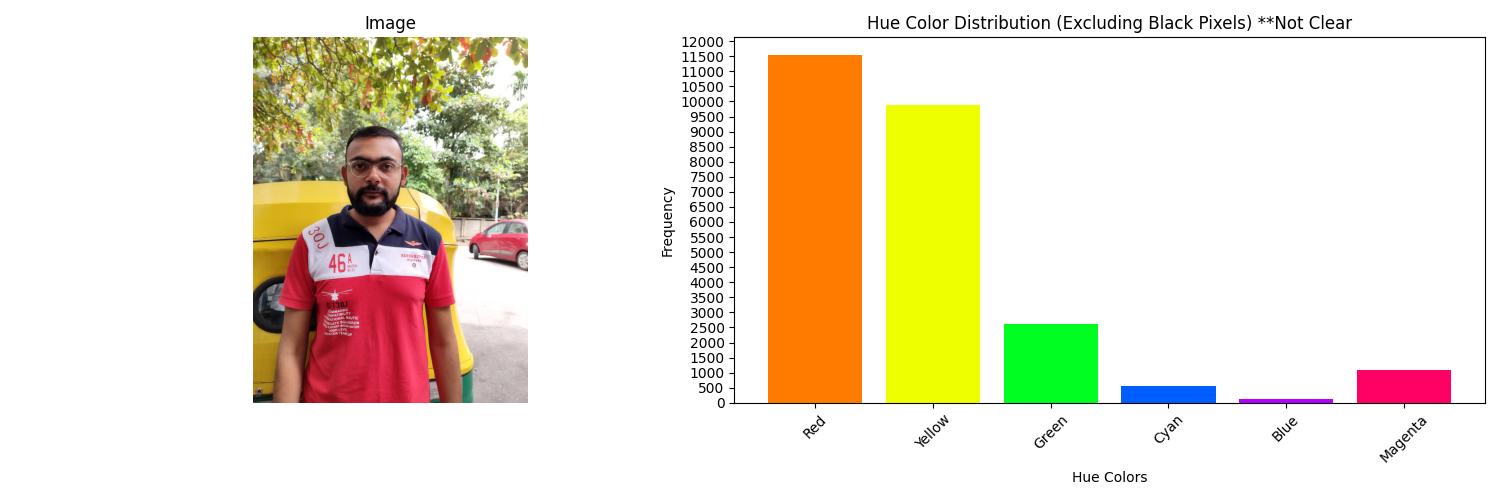 Image
Hue Color Distribution (Excluding Black Pixels) **Not Clear
12000
11500
11000
10500
10000
9500
9000
8500
8000
7500
7000
6500
6000
5500
5000
4500
4000
3500
3000
2500
2000
1500
1000
500
0
Frequency
Red
Yellow
Green
Cyan
Blue
Magenta
Hue Colors
46
A